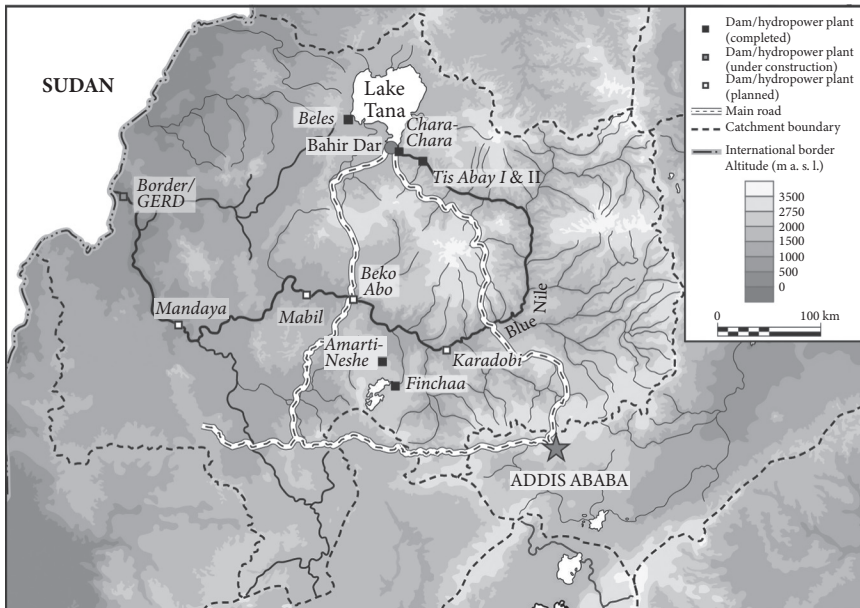 SUDAN
Lake
Tana
Beles
Chara-
Chara
Bahir Dar
Tis Abay I & II
Border/
GERD
Beko
Abo
Mandaya
Mabil
Blue Nile
Amarti-
Neshe
Karadobi
Finchaa
ADDIS ABABA
Dam/hydropower plant
(completed)
Dam/hydropower plant
(under construction)
Dam/hydropower plant
(planned)
Main road
Catchment boundary
International border
Altitude (m a. s. l.)
3500
2750
2000
1500
1000
500
0
0 100 km